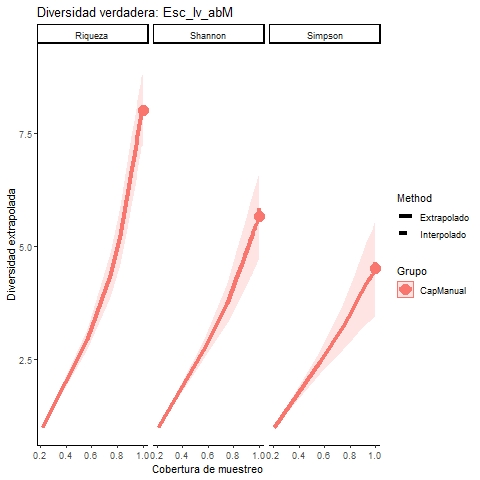 Diversidad verdadera: Esc_lv_abM
Riqueza Shannon Simpson
Diversidad extrapolada
7.5
5.0
2.5
0.2 0.4 0.6 0.8 1.0 0.2 0.4 0.6 0.8 1.0 0.2 0.4 0.6 0.8 1.0
Cobertura de muestreo
Method
Extrapolado
Interpolado
Grupo
CapManual